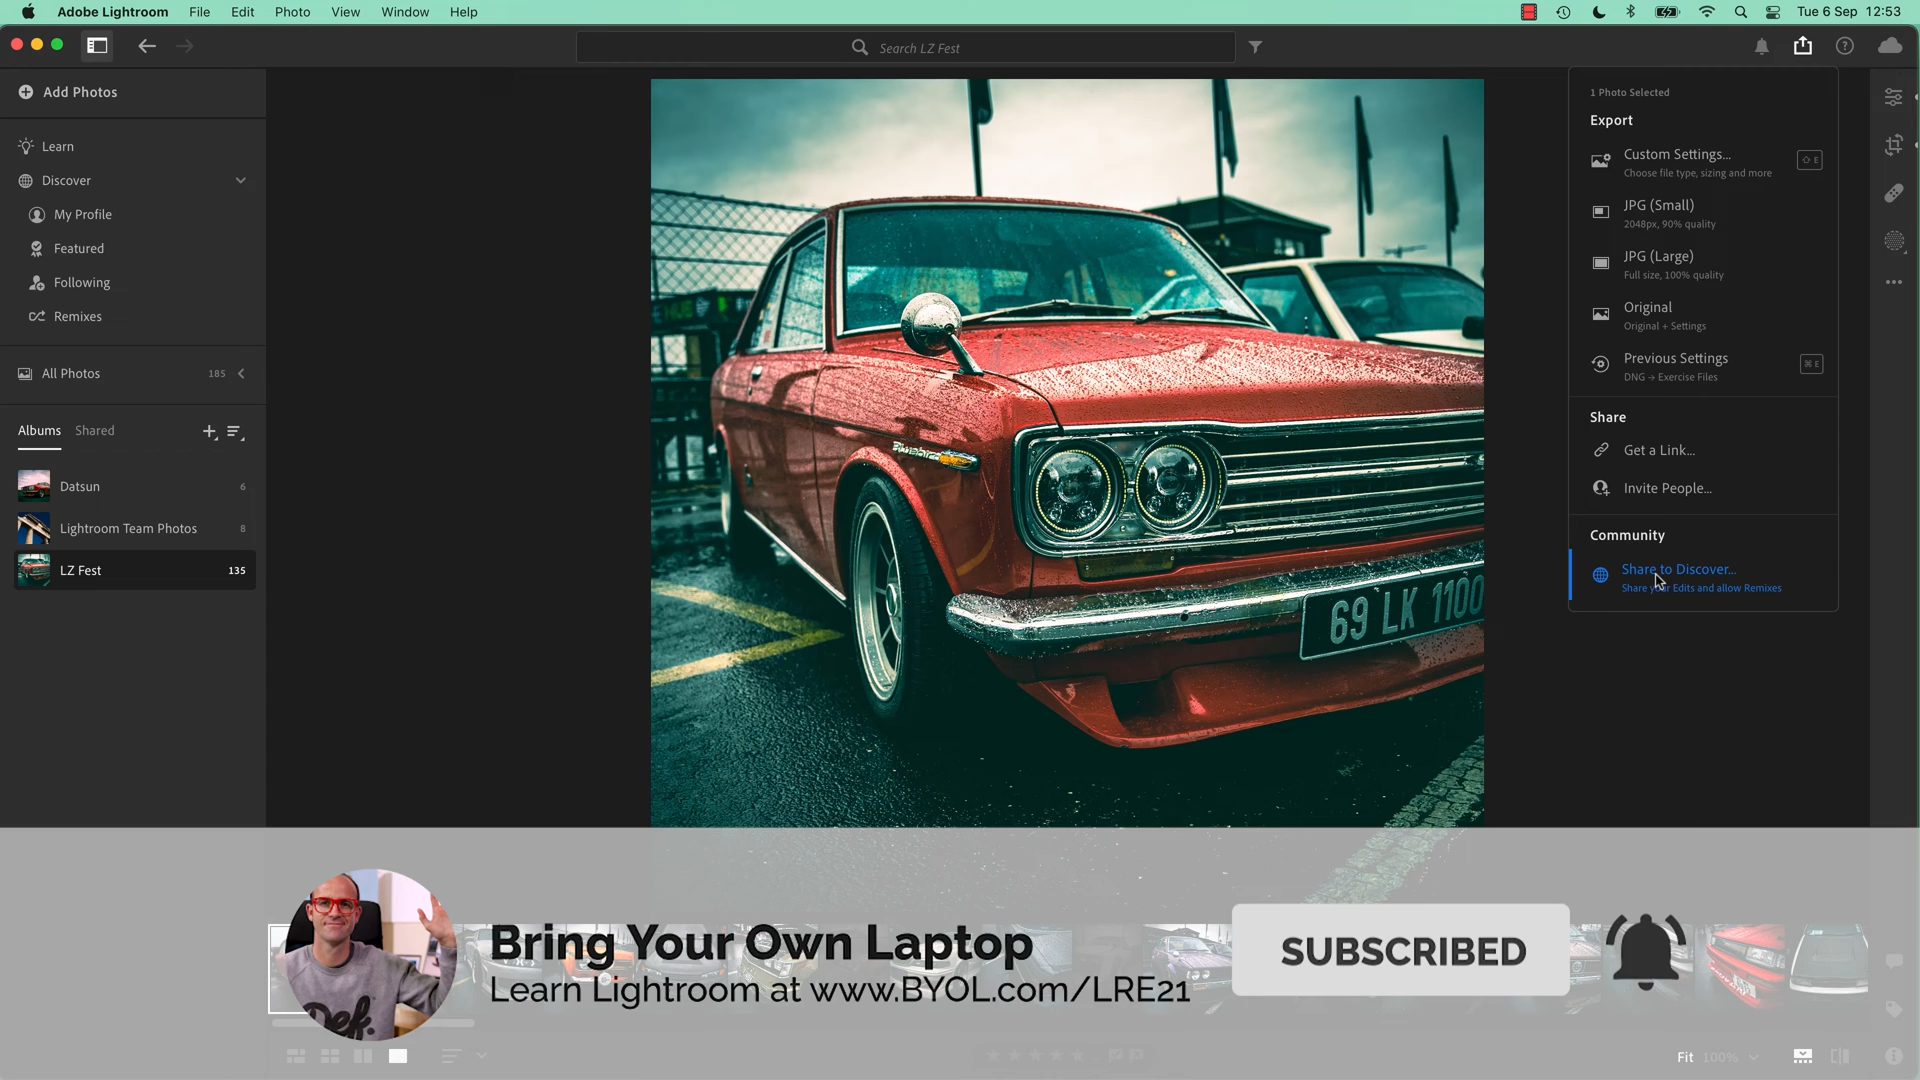 Adobe Lightroom File Edit Photo View Window Help
Tue 6 Sep 12:53
Search LZ Fest
Add Photos
Learn
Discover
My Profile
Featured
Following
Remixes
All Photos 185
Albums Shared
Datsun 6
Lightroom Team Photos 8
LZ Fest 135
69 LK 1100
1 Photo Selected
Export
Custom Settings...
Choose file type, sizing and more
⇧ E
JPG (Small)
2048px, 90% quality
JPG (Large)
Full size, 100% quality
Original
Original + Settings
Previous Settings
DNG → Exercise Files
⌘ E
Share
Get a Link...
Invite People...
Community
Share to Discover...
Share your Edits and allow Remixes
Def.
Bring Your Own Laptop
Learn Lightroom at www.BYOL.com/LRE21
SUBSCRIBED
Fit 100%